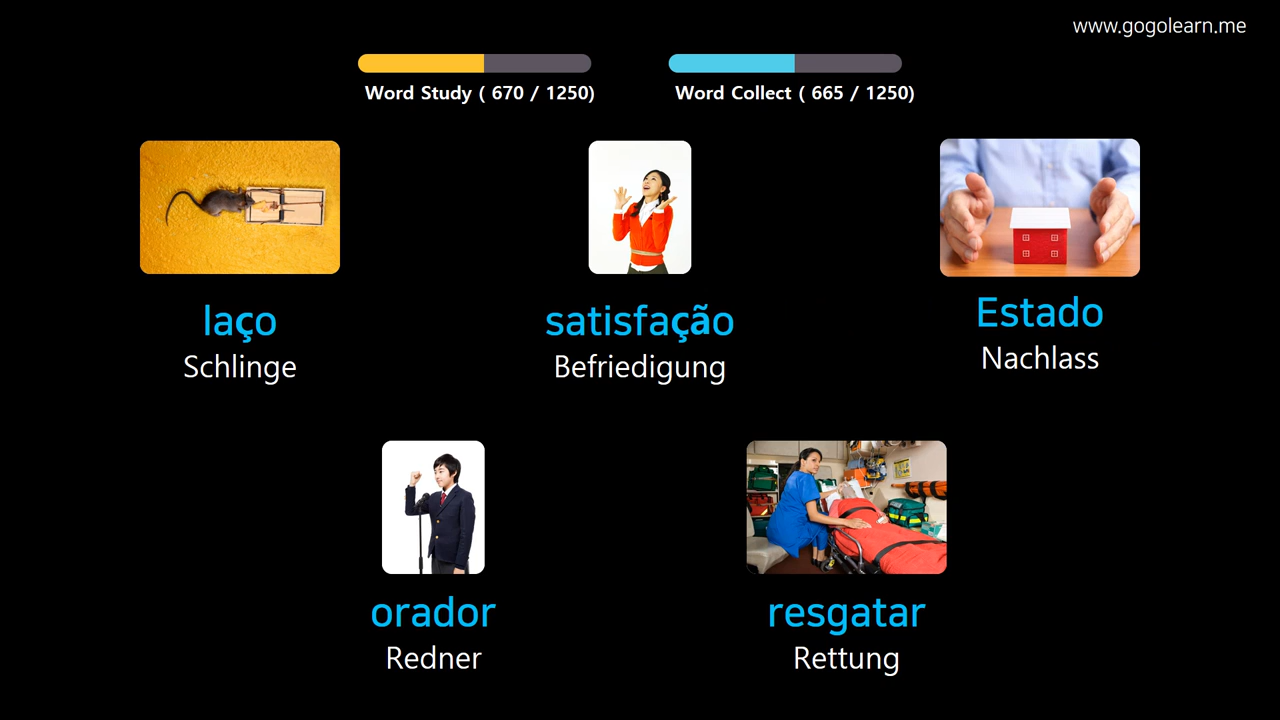 www.gogolearn.me
Word Study ( 670 / 1250)
Word Collect ( 665 / 1250)
laço
Schlinge
satisfação
Befriedigung
Estado
Nachlass
orador
Redner
resgatar
Rettung